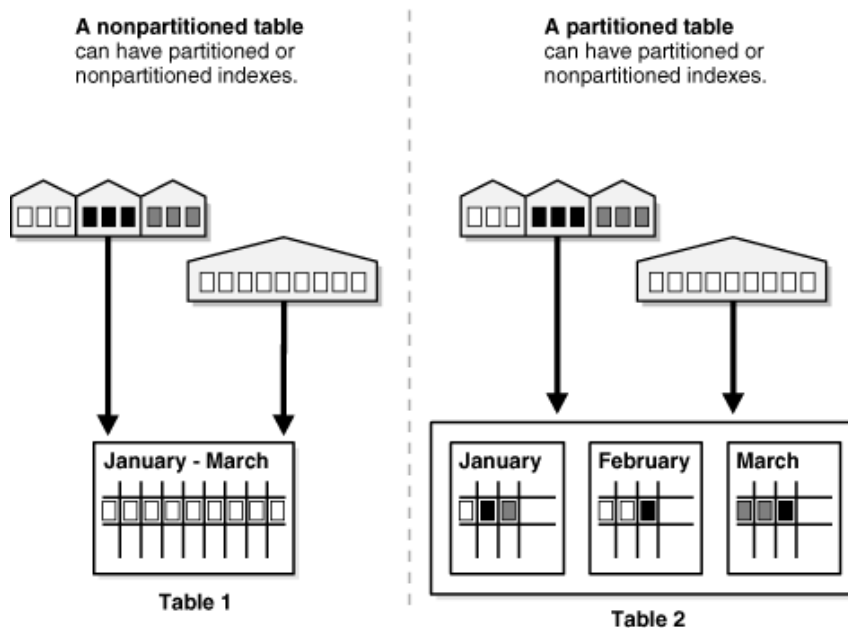 A nonpartitioned table
can have partitioned or
nonpartitioned indexes.
A partitioned table
can have partitioned or
nonpartitioned indexes.
January - March
Table 1
January
February
March
Table 2